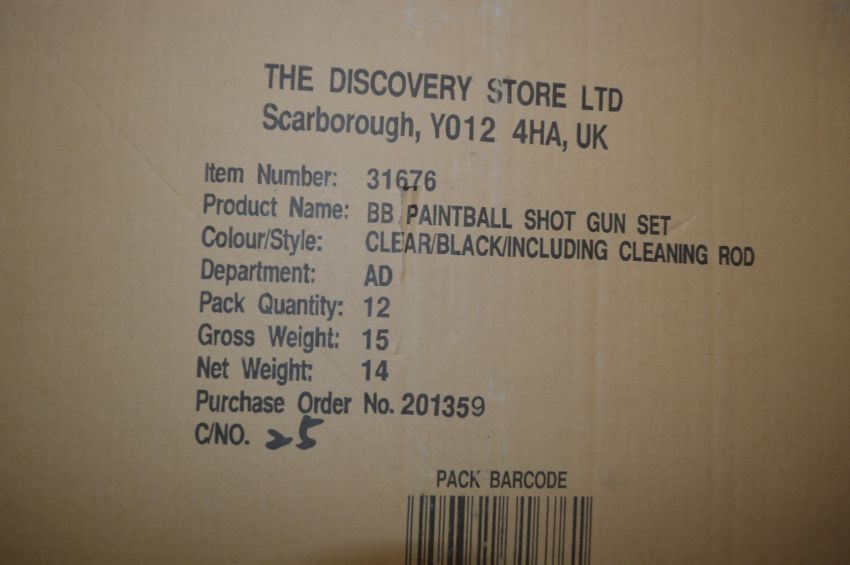 THE DISCOVERY STORE LTD
Scarborough, YO12 4HA, UK
Item Number: 31676
Product Name: BB PAINTBALL SHOT GUN SET
Colour/Style: CLEAR/BLACK/INCLUDING CLEANING ROD
Department: AD
Pack Quantity: 12
Gross Weight: 15
Net Weight: 14
Purchase Order No. 201359
C/NO. 25
PACK BARCODE